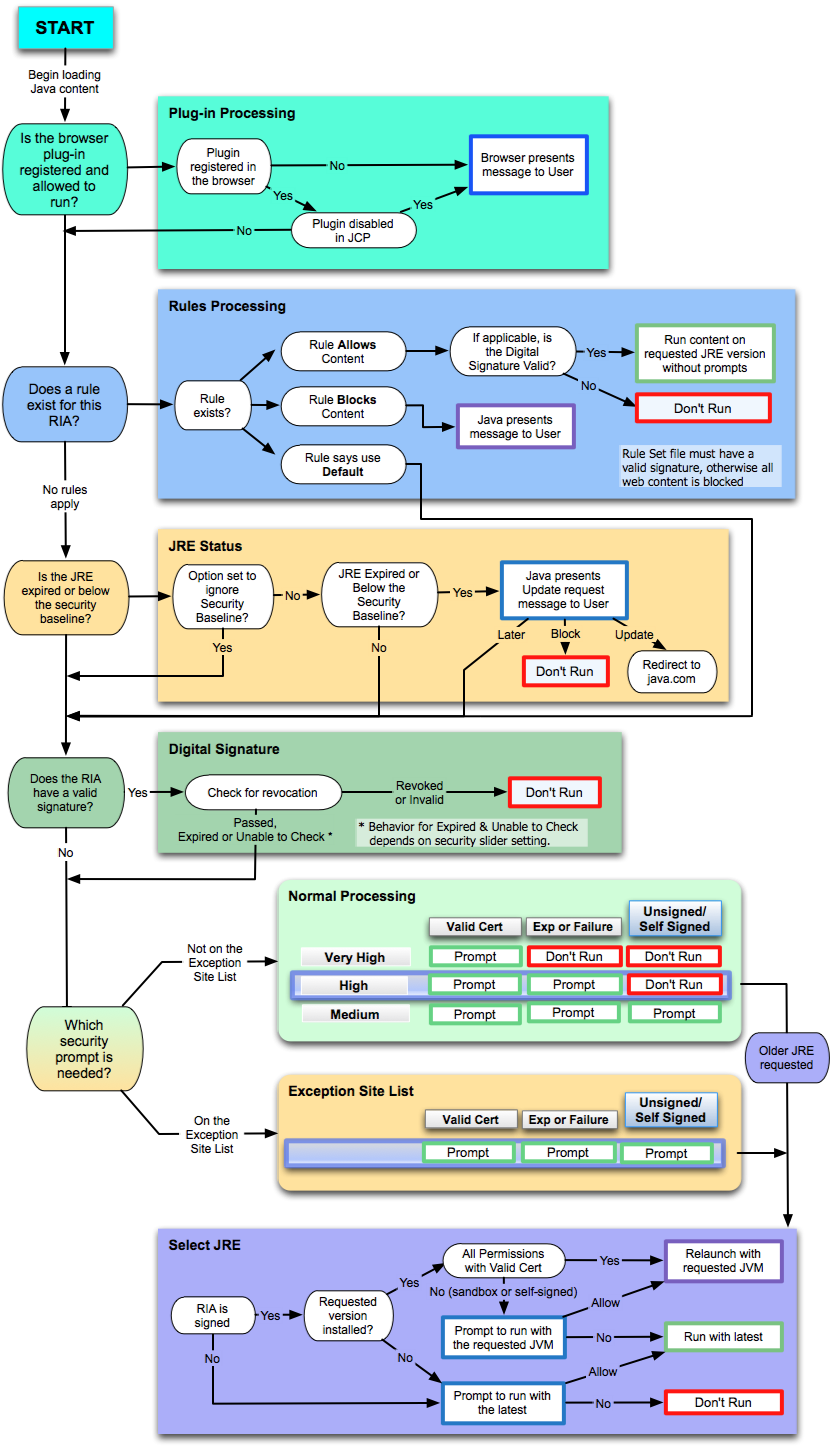 START
Begin loading
Java content
Is the browser
plug-in
registered and
allowed to
run?
Plug-in Processing
Plugin
registered in
the browser
No
Yes
Browser presents
message to User
Plugin disabled
in JCP
Yes
No
Rules Processing
Does a rule
exist for this
RIA?
Rule
exists?
Rule Allows
Content
If applicable, is
the Digital
Signature Valid?
Yes
Run content on
requested JRE version
without prompts
No
Don't Run
Rule Blocks
Content
Java presents
message to User
Rule says use
Default
Rule Set file must have a
valid signature, otherwise all
web content is blocked
No rules
apply
JRE Status
Is the JRE
expired or below
the security
baseline?
Option set to
ignore
Security
Baseline?
No
Yes
JRE Expired or
Below the
Security
Baseline?
Yes
No
Java presents
Update request
message to User
Later
Block
Update
Don't Run
Redirect to
java.com
Digital Signature
Does the RIA
have a valid
signature?
Yes
Check for revocation
Revoked
or Invalid
Don't Run
Passed,
Expired or Unable to Check *
* Behavior for Expired & Unable to Check
depends on security slider setting.
No
Normal Processing
Valid Cert
Exp or Failure
Unsigned/
Self Signed
Very High
Prompt
Don't Run
Don't Run
High
Prompt
Prompt
Don't Run
Medium
Prompt
Prompt
Prompt
Not on the
Exception
Site List
Which
security
prompt is
needed?
Older JRE
requested
On the
Exception
Site List
Exception Site List
Valid Cert
Exp or Failure
Unsigned/
Self Signed
Prompt
Prompt
Prompt
Select JRE
RIA is
signed
Yes
No
Requested
version
installed?
Yes
No
All Permissions
with Valid Cert
Yes
Relaunch with
requested JVM
No (sandbox or self-signed)
Allow
Prompt to run with
the requested JVM
No
Run with latest
Allow
Prompt to run with
the latest
No
Don't Run